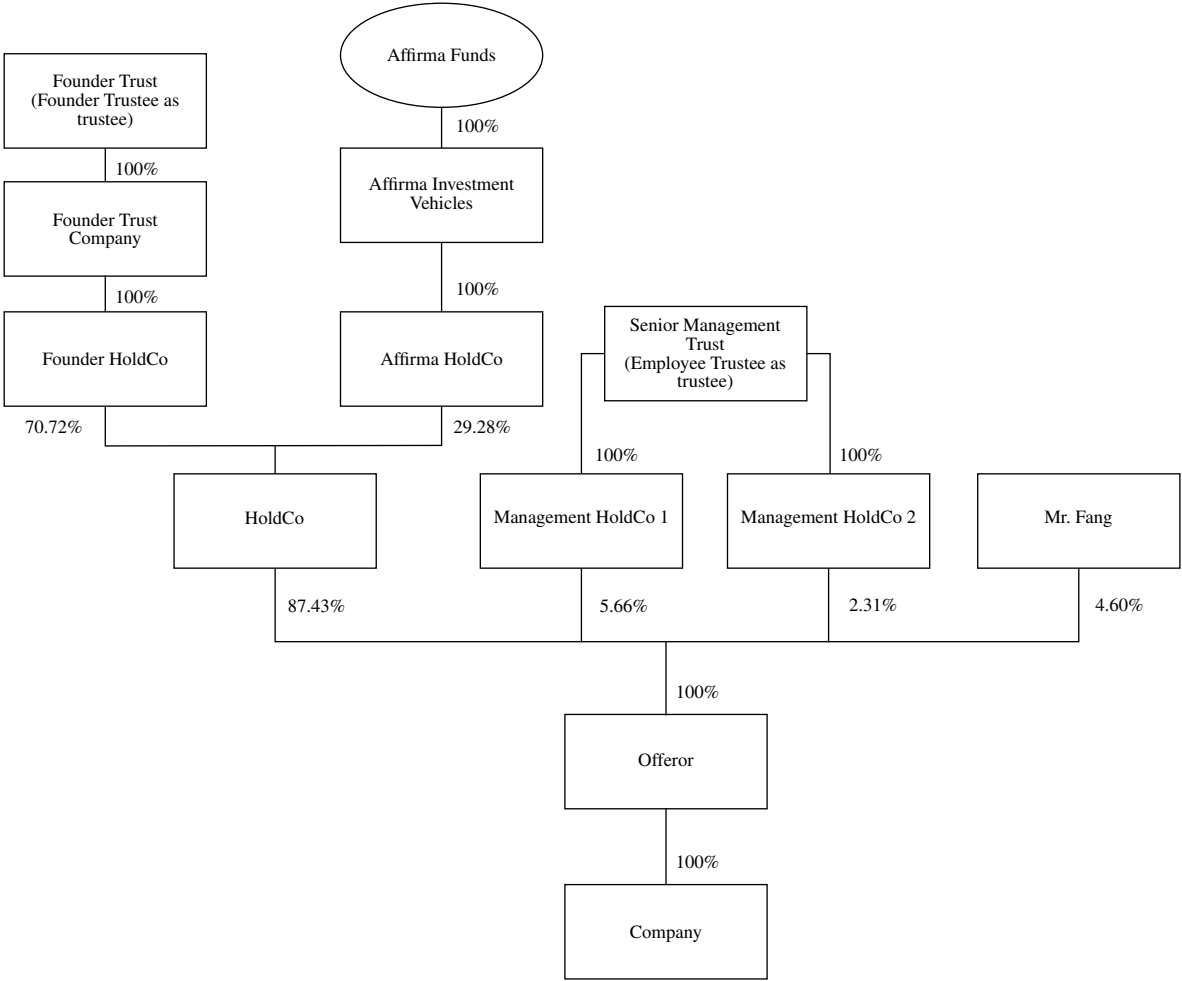 Affirma Funds
Founder Trust
(Founder Trustee as
trustee)
100%
100%
Affirma Investment
Vehicles
Founder Trust
Company
100%
100%
Senior Management
Trust
(Employee Trustee as
trustee)
Founder HoldCo
Affirma HoldCo
70.72%
29.28%
100%
100%
HoldCo
Management HoldCo 1
Management HoldCo 2
Mr. Fang
87.43%
5.66%
2.31%
4.60%
100%
Offeror
100%
Company